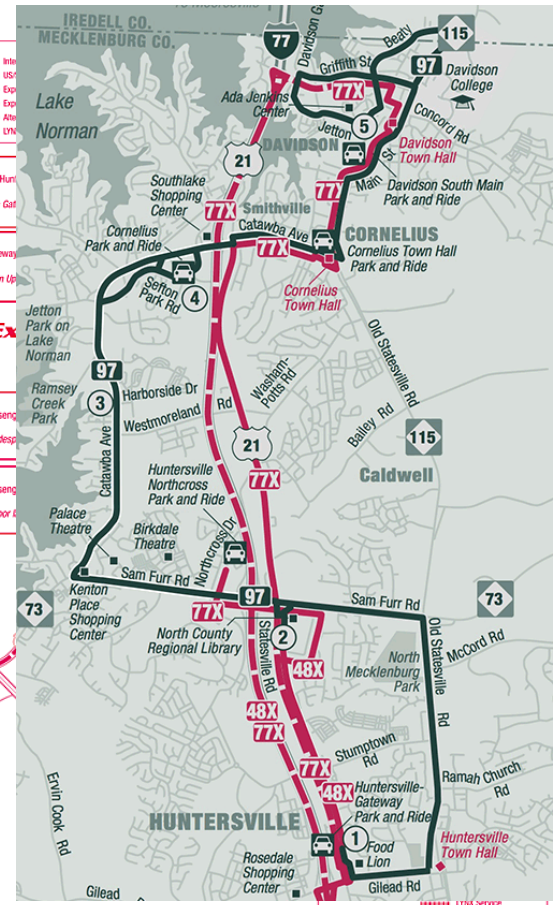 IREDELL CO.
MECKLENBURG CO.
77
Davidson
115
Beaty
Griffith St
97
77X
Davidson
College
Ada Jenkins
Center
Lake
Norman
5
Jetton
Concord Rd
DAVIDSON
Davidson
Town Hall
21
Main St
Southlake
Shopping
Center
77X
Davidson South Main
Park and Ride
77X
Smithville
Catawba Ave
CORNELIUS
Cornelius
Park and Ride
77X
Cornelius Town Hall
Park and Ride
Sefton
Park Rd
4
Cornelius
Town Hall
Jetton
Park on
Lake
Norman
Old Statesville Rd
97
Washam-
Potts Rd
Ramsey
Creek
Park
3
Harborside Dr
Westmoreland Rd
Bailey Rd
115
21
Catawba Ave
Huntersville
Northcross
Park and Ride
77X
Caldwell
Palace
Theatre
Birkdale
Theatre
Northcross Dr
Sam Furr Rd
97
Sam Furr Rd
73
73
Kenton
Place
Shopping
Center
77X
North County
Regional Library
2
Statesville Rd
Old Statesville Rd
McCord Rd
48X
North
Mecklenburg
Park
48X
77X
Stumptown
Rd
77X
48X
Huntersville-
Gateway
Park and Ride
Ramah Church
Rd
Ervin Cook Rd
HUNTERSVILLE
1
Food
Lion
Huntersville
Town Hall
Rosedale
Shopping
Center
Gilead
Gilead Rd
LYNX Service